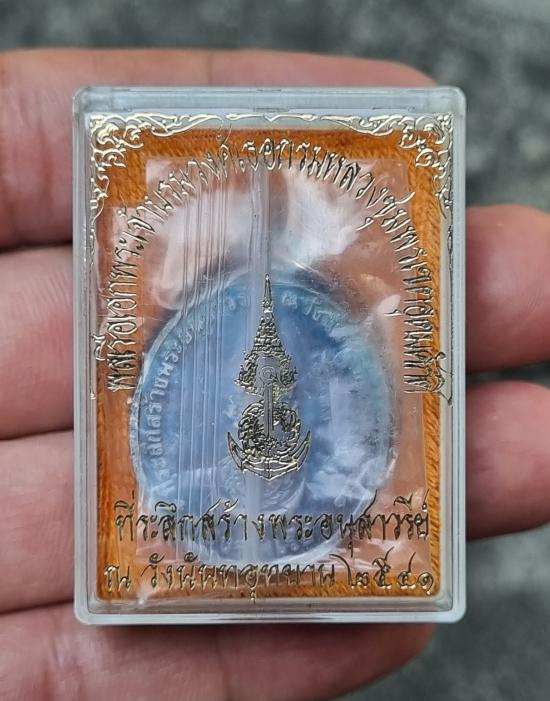 พลเรือเอกพระเจ้าบรมวงศ์เธอกรมหลวงชุมพรเขตอุดมศักดิ์
ที่ระลึกสร้างพระอนุสาวรีย์
ณ วังนันทอุทยาน ๒๕๔๑